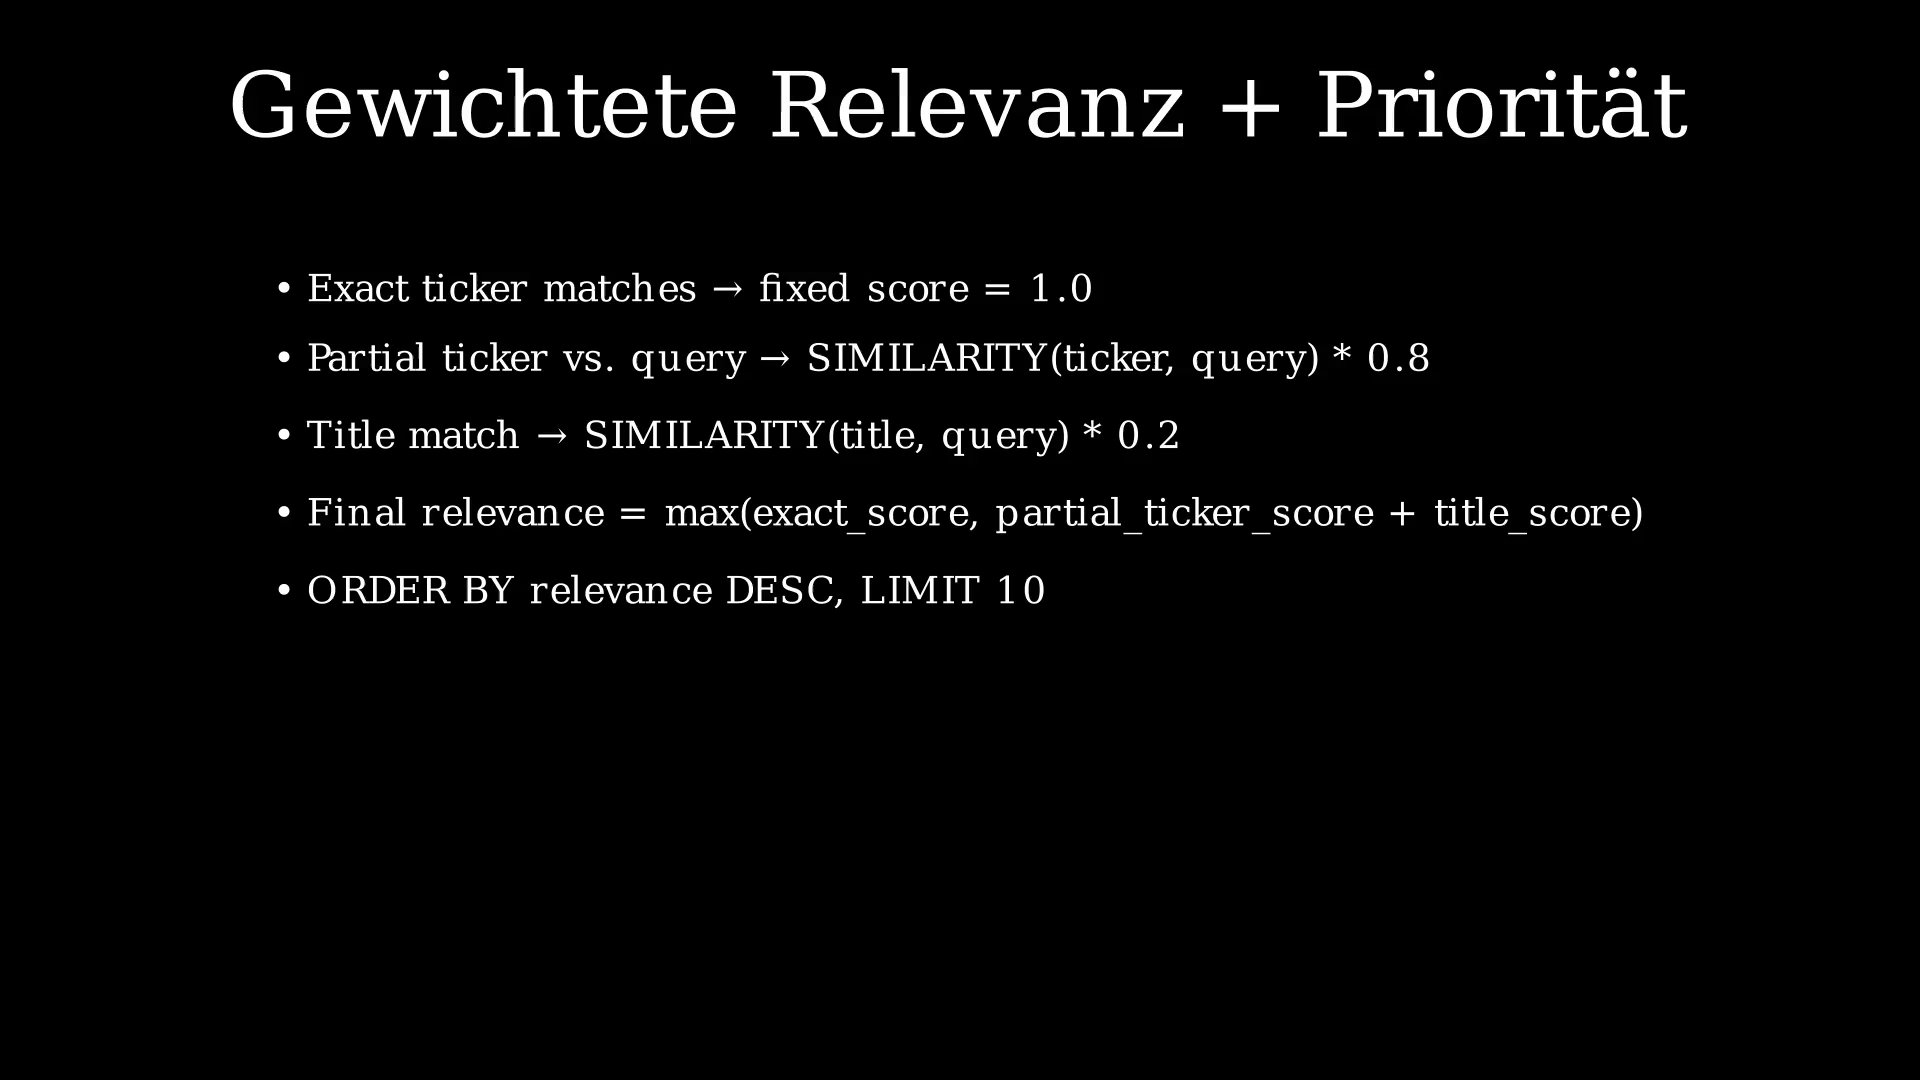 Gewichtete Relevanz + Priorität
• Exact ticker matches → fixed score = 1.0
• Partial ticker vs. query → SIMILARITY(ticker, query) * 0.8
• Title match → SIMILARITY(title, query) * 0.2
• Final relevance = max(exact_score, partial_ticker_score + title_score)
• ORDER BY relevance DESC, LIMIT 10